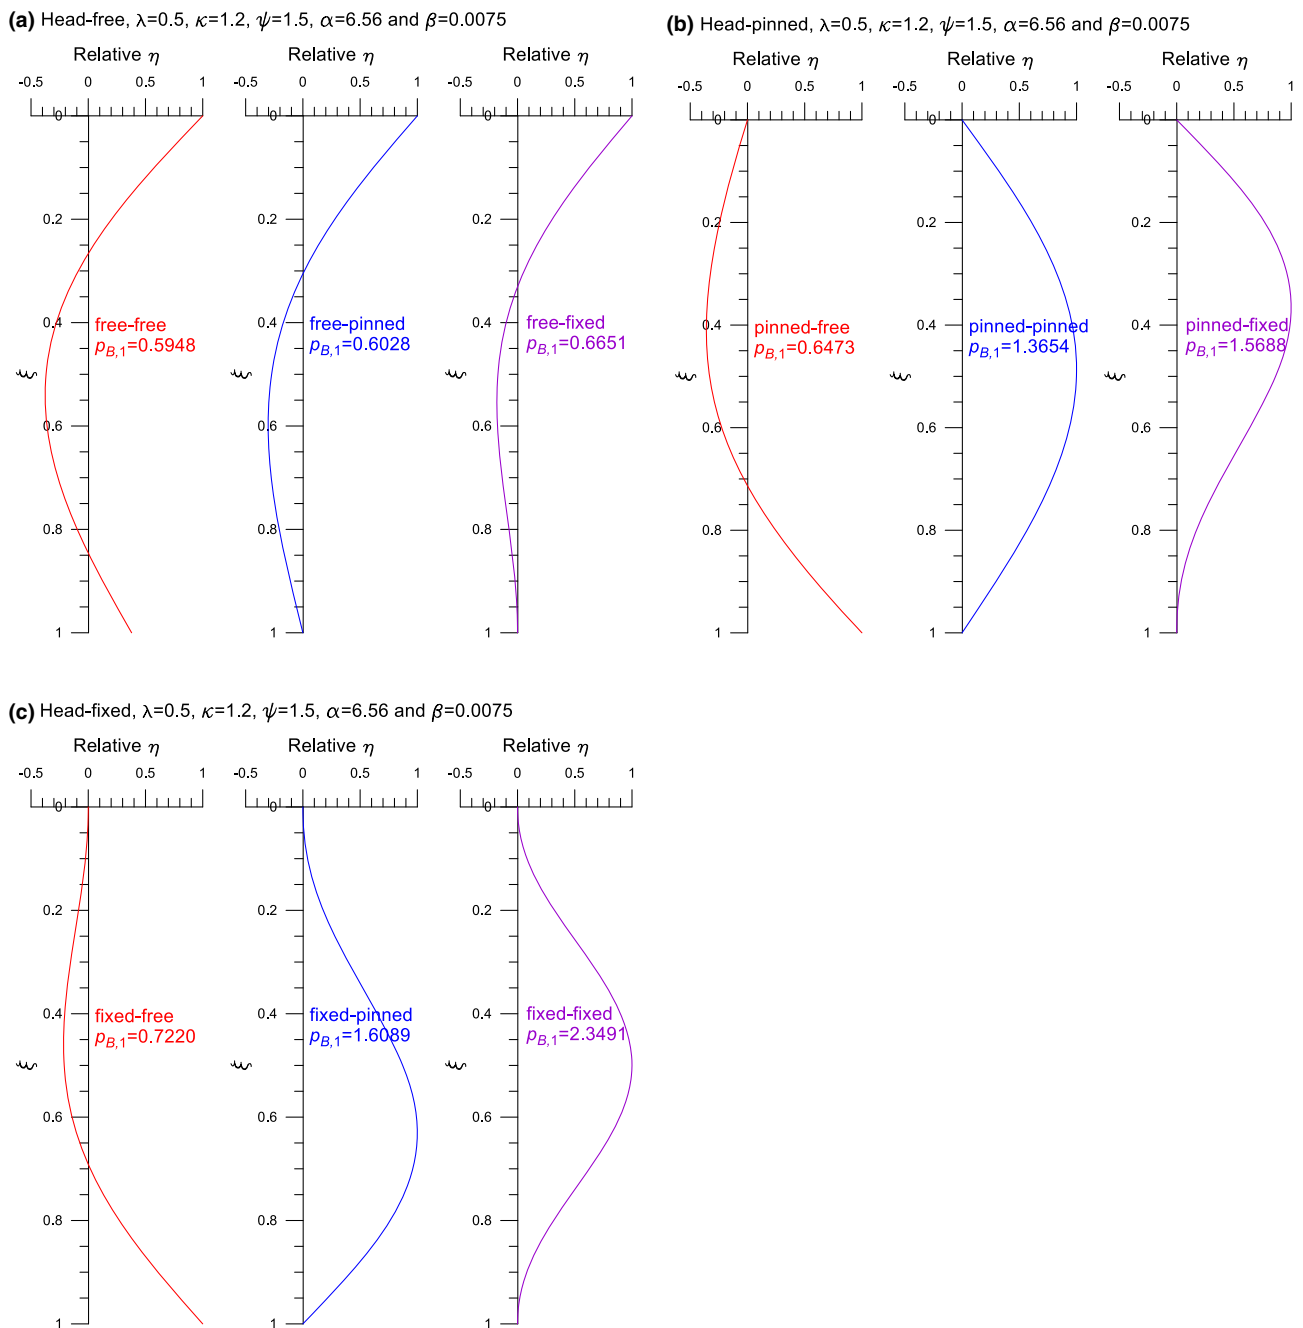 (a) Head-free, λ=0.5, κ=1.2, ψ=1.5, α=6.56 and β=0.0075
Relative η Relative η Relative η
-0.5 0 0.5 1 -0.5 0 0.5 1 -0.5 0 0.5 1
0 0 0
0.2 0.2 0.2
0.4 0.4 0.4
free-free free-pinned free-fixed
p_B,1=0.5948 p_B,1=0.6028 p_B,1=0.6651
ξ ξ ξ
0.6 0.6 0.6
0.8 0.8 0.8
1 1 1
(b) Head-pinned, λ=0.5, κ=1.2, ψ=1.5, α=6.56 and β=0.0075
Relative η Relative η Relative η
-0.5 0 0.5 1 -0.5 0 0.5 1 -0.5 0 0.5 1
0 0 0
0.2 0.2 0.2
0.4 0.4 0.4
pinned-free pinned-pinned pinned-fixed
p_B,1=0.6473 p_B,1=1.3654 p_B,1=1.5688
ξ ξ ξ
0.6 0.6 0.6
0.8 0.8 0.8
1 1 1
(c) Head-fixed, λ=0.5, κ=1.2, ψ=1.5, α=6.56 and β=0.0075
Relative η Relative η Relative η
-0.5 0 0.5 1 -0.5 0 0.5 1 -0.5 0 0.5 1
0 0 0
0.2 0.2 0.2
0.4 0.4 0.4
fixed-free fixed-pinned fixed-fixed
p_B,1=0.7220 p_B,1=1.6089 p_B,1=2.3491
ξ ξ ξ
0.6 0.6 0.6
0.8 0.8 0.8
1 1 1